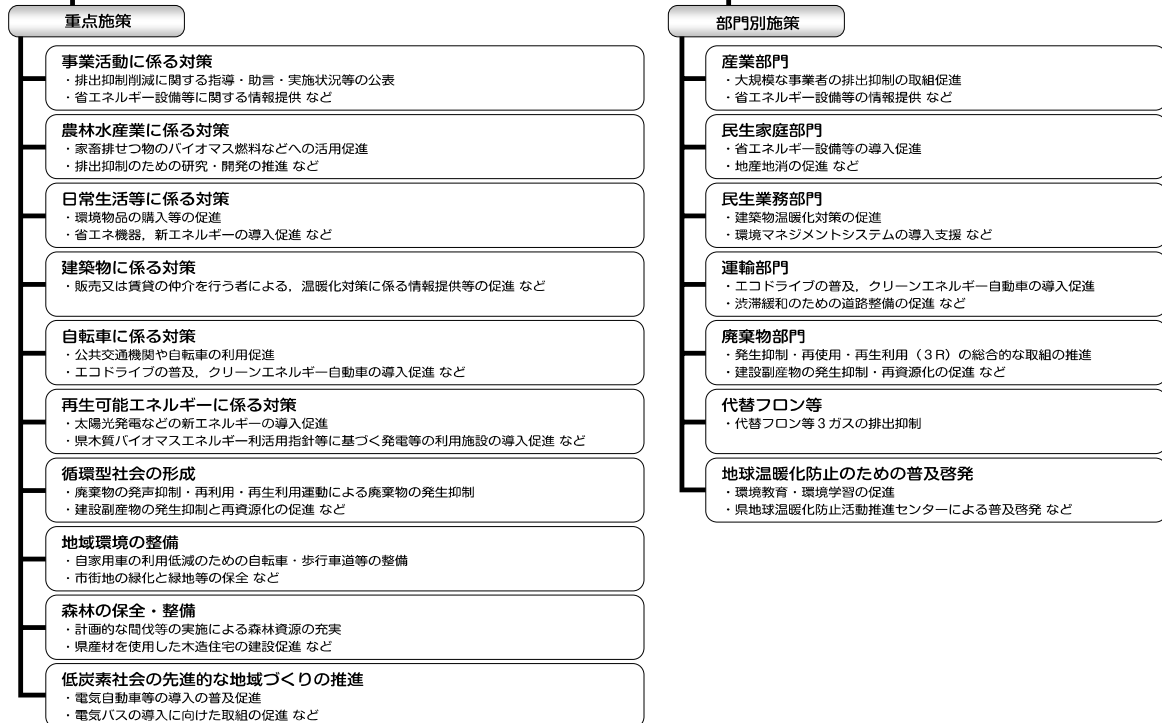 重点施策
事業活動に係る対策
・排出抑制削減に関する指導・助言・実施状況等の公表
・省エネルギー設備等に関する情報提供 など
農林水産業に係る対策
・家畜排せつ物のバイオマス燃料などへの活用促進
・排出抑制のための研究・開発の推進 など
日常生活等に係る対策
・環境物品の購入等の促進
・省エネ機器，新エネルギーの導入促進 など
建築物に係る対策
・販売又は賃貸の仲介を行う者による，温暖化対策に係る情報提供等の促進 など
自転車に係る対策
・公共交通機関や自転車の利用促進
・エコドライブの普及，クリーンエネルギー自動車の導入促進 など
再生可能エネルギーに係る対策
・太陽光発電などの新エネルギーの導入促進
・県木質バイオマスエネルギー利活用指針等に基づく発電等の利用施設の導入促進 など
循環型社会の形成
・廃棄物の発声抑制・再利用・再生利用運動による廃棄物の発生抑制
・建設副産物の発生抑制と再資源化の促進 など
地域環境の整備
・自家用車の利用低減のための自転車・歩行車道等の整備
・市街地の緑化と緑地等の保全 など
森林の保全・整備
・計画的な間伐等の実施による森林資源の充実
・県産材を使用した木造住宅の建設促進 など
低炭素社会の先進的な地域づくりの推進
・電気自動車等の導入の普及促進
・電気バスの導入に向けた取組の促進 など
部門別施策
産業部門
・大規模な事業者の排出抑制の取組促進
・省エネルギー設備等の情報提供 など
民生家庭部門
・省エネルギー設備等の導入促進
・地産地消の促進 など
民生業務部門
・建築物温暖化対策の促進
・環境マネジメントシステムの導入支援 など
運輸部門
・エコドライブの普及，クリーンエネルギー自動車の導入促進
・渋滞緩和のための道路整備の促進 など
廃棄物部門
・発生抑制・再使用・再生利用（３Ｒ）の総合的な取組の推進
・建設副産物の発生抑制・再資源化の促進 など
代替フロン等
・代替フロン等３ガスの排出抑制
地球温暖化防止のための普及啓発
・環境教育・環境学習の促進
・県地球温暖化防止活動推進センターによる普及啓発 など